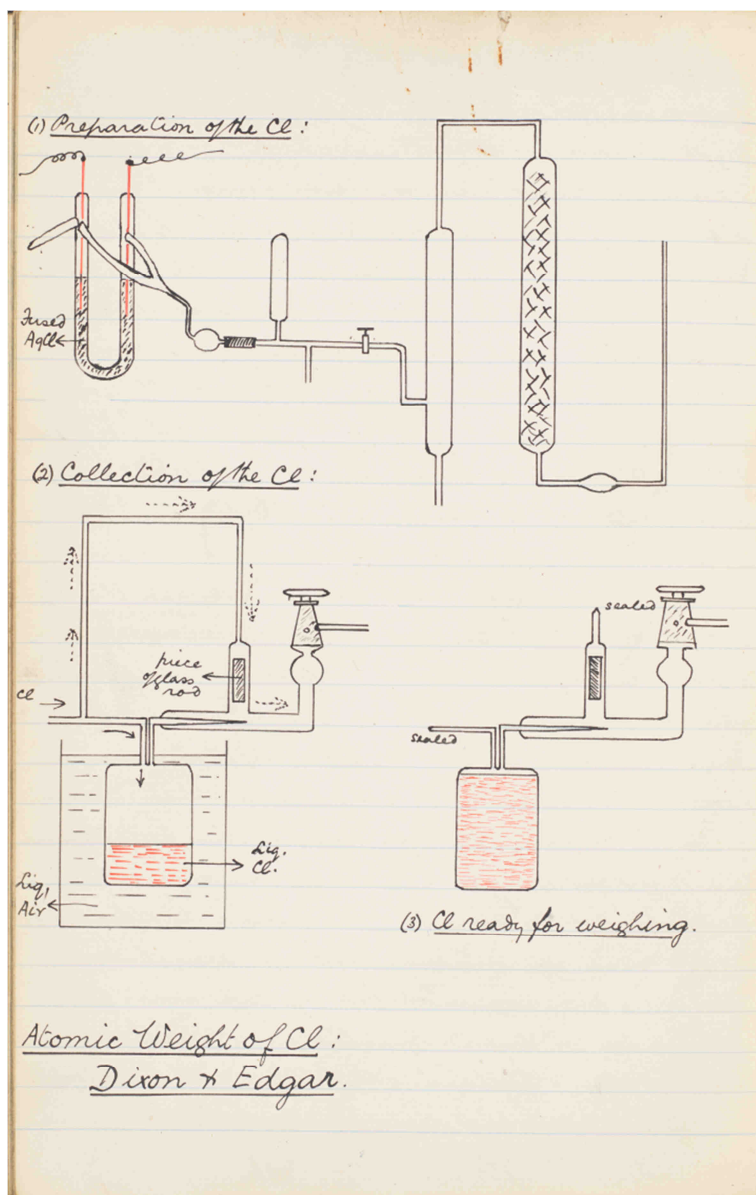 (1) Preparation of the Cl:
Fused
AgCl
(2) Collection of the Cl:
piece
of glass
rod
Cl
Liq.
Cl.
Liq.
Air
sealed
sealed
(3) Cl ready for weighing.
Atomic Weight of Cl:
Dixon & Edgar.